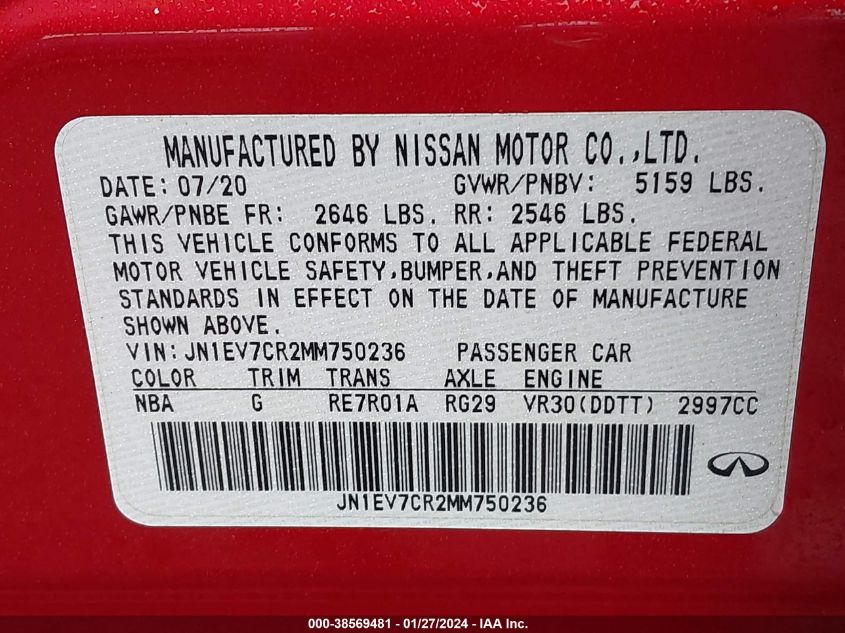 MANUFACTURED BY NISSAN MOTOR CO.,LTD.
DATE: 07/20 GVWR/PNBV: 5159 LBS.
GAWR/PNBE FR: 2646 LBS. RR: 2546 LBS.
THIS VEHICLE CONFORMS TO ALL APPLICABLE FEDERAL
MOTOR VEHICLE SAFETY,BUMPER,AND THEFT PREVENTION
STANDARDS IN EFFECT ON THE DATE OF MANUFACTURE
SHOWN ABOVE.
VIN: JN1EV7CR2MM750236 PASSENGER CAR
COLOR TRIM TRANS AXLE ENGINE
NBA G RE7R01A RG29 VR30(DDTT) 2997CC
JN1EV7CR2MM750236
000-38569481 - 01/27/2024 - IAA Inc.